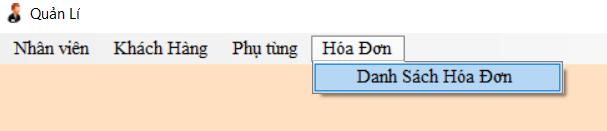 Quản Lí
Nhân viên Khách Hàng Phụ tùng Hóa Đơn
Danh Sách Hóa Đơn